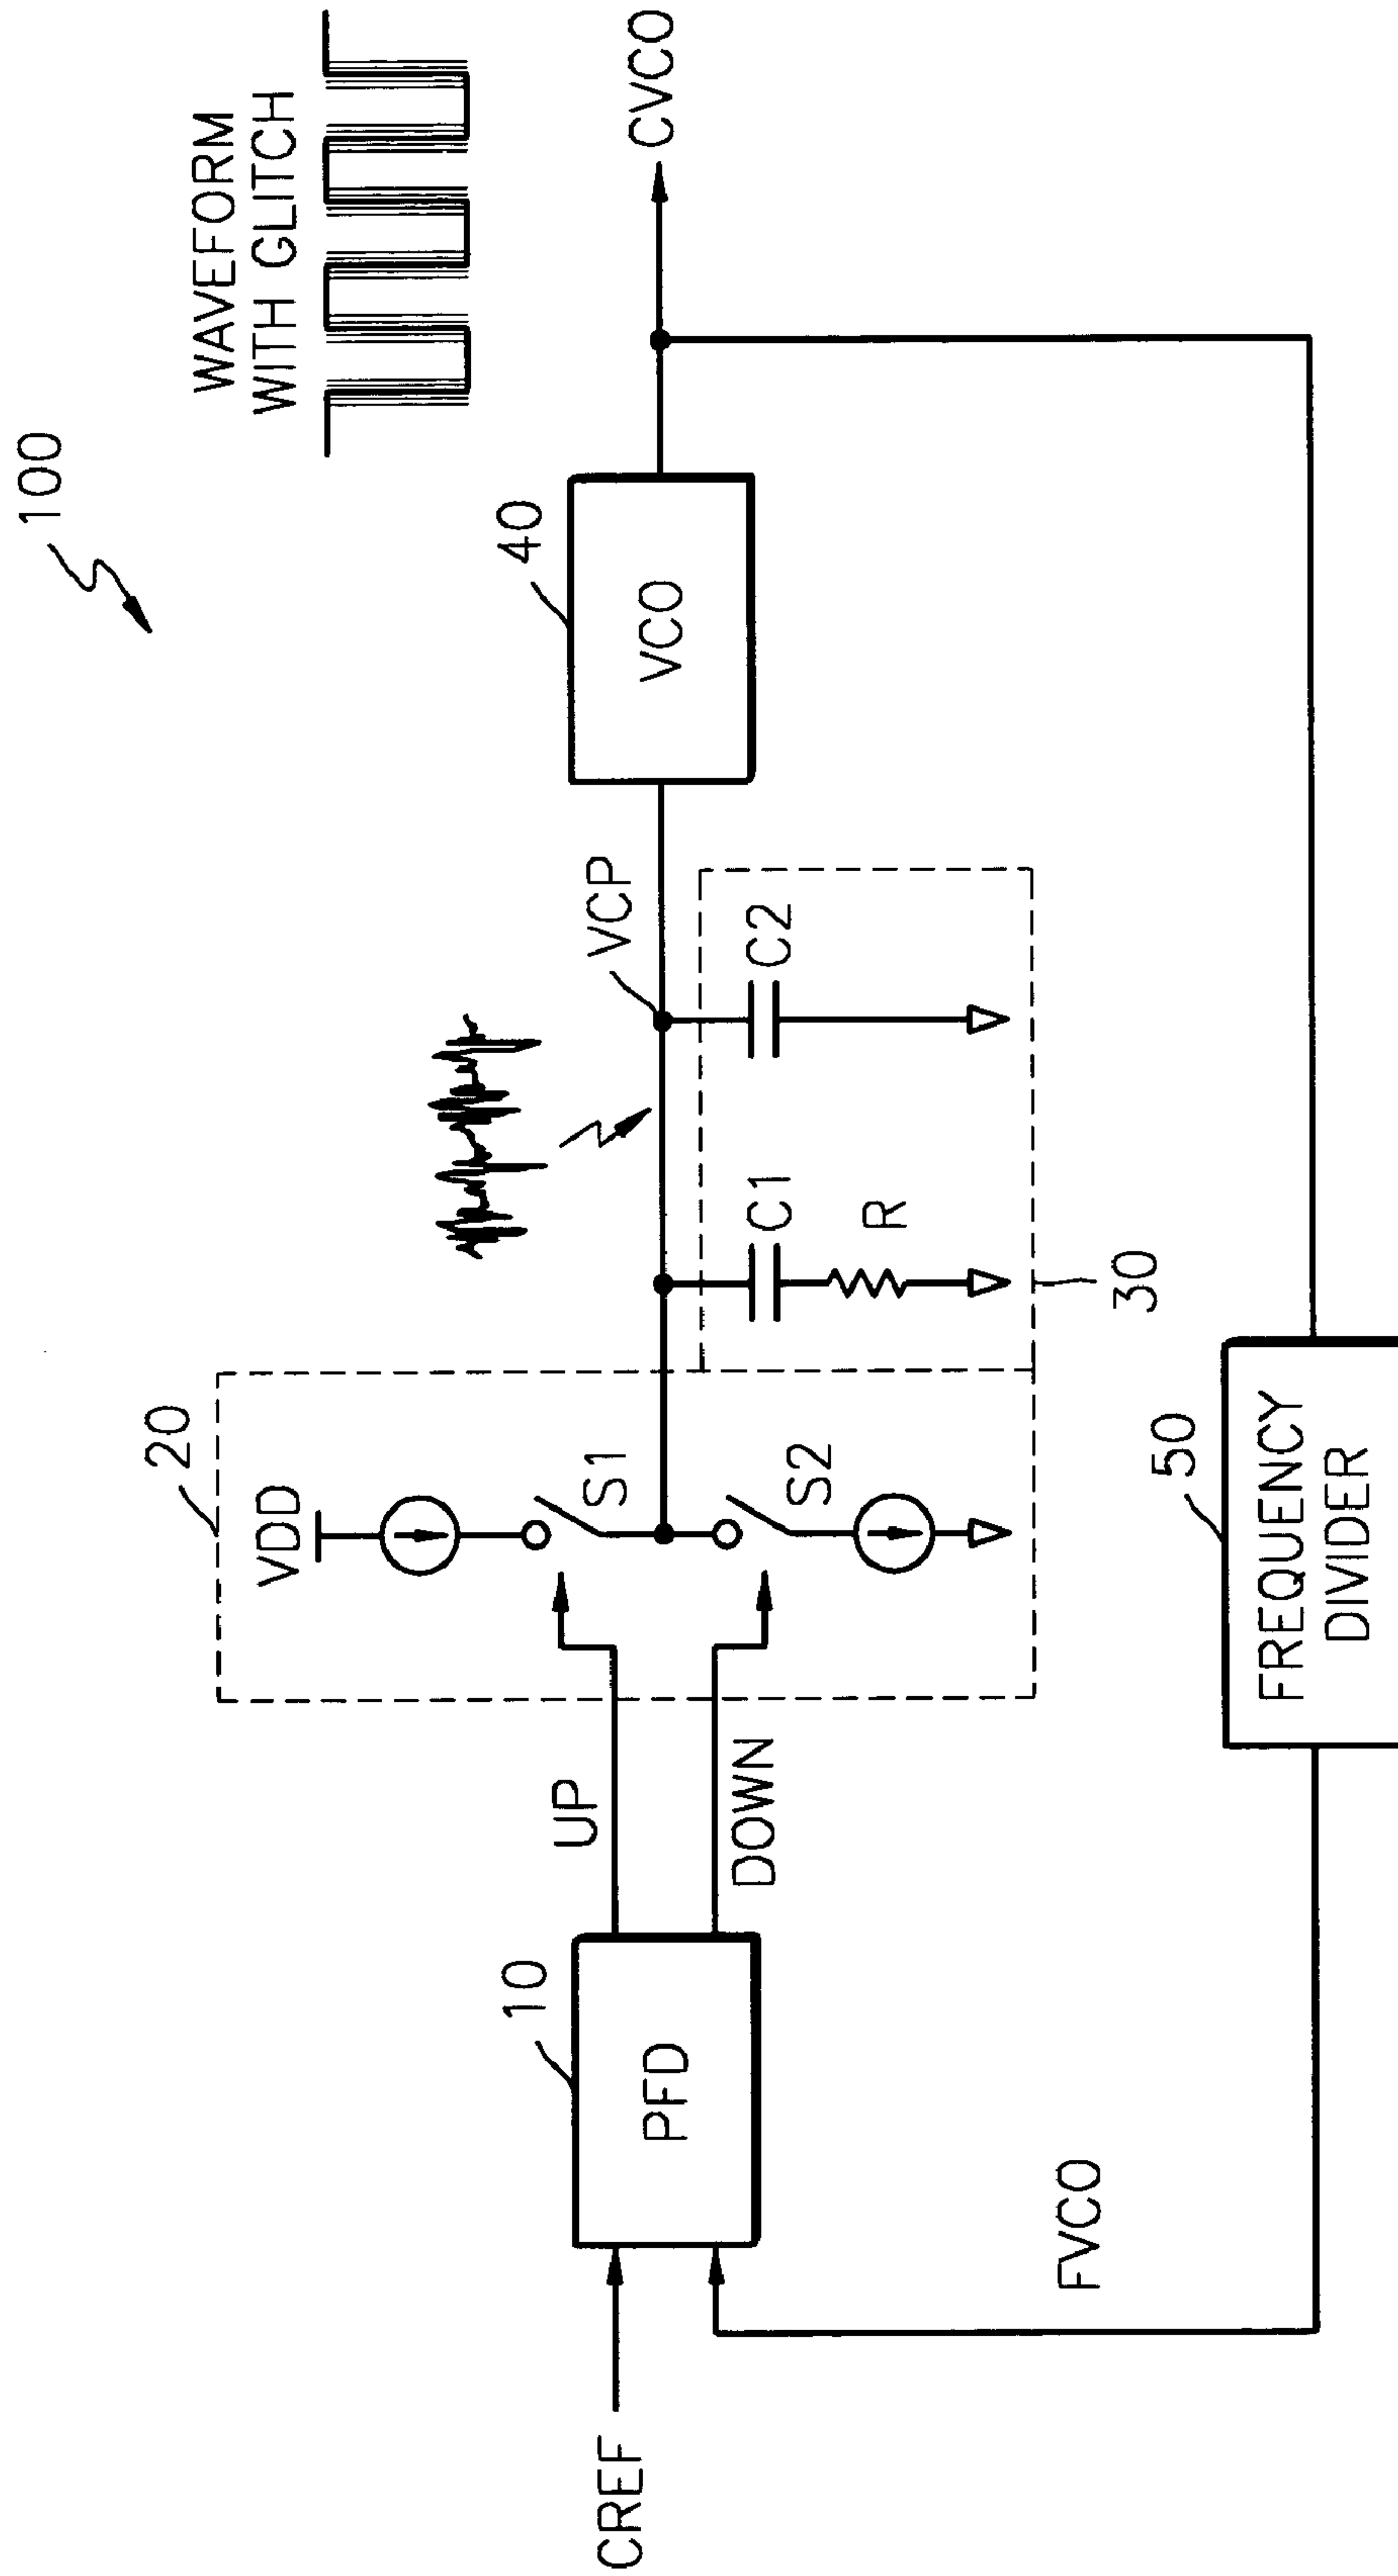 100
WAVEFORM
WITH GLITCH
20
VDD
S1
S2
UP
DOWN
10
PFD
CREF
FVCO
VCP
C1
R
C2
30
40
VCO
CVCO
50
FREQUENCY
DIVIDER